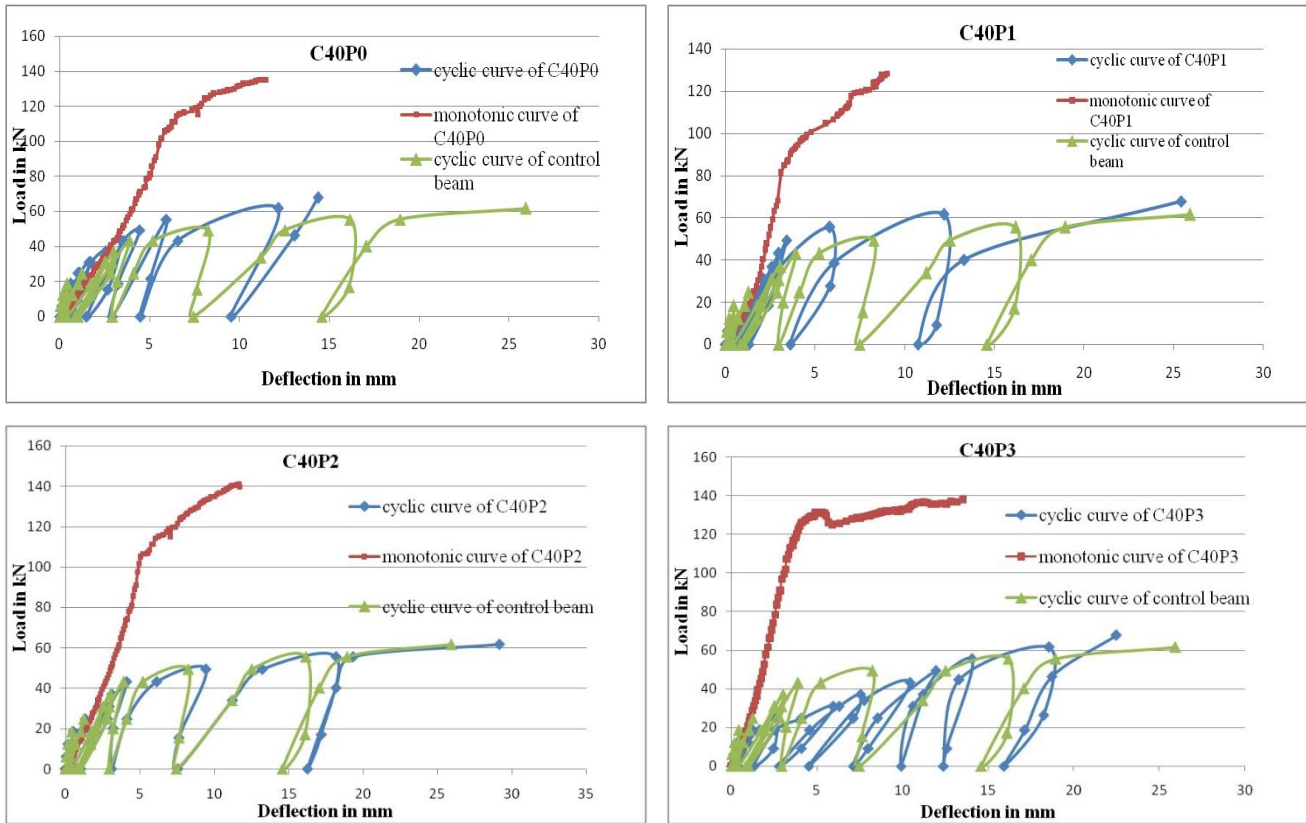 C40P0
160
140
120
100
80
60
40
20
0
Load in kN
cyclic curve of C40P0
monotonic curve of
C40P0
cyclic curve of control
beam
0 5 10 15 20 25 30
Deflection in mm
C40P1
140
120
100
80
60
40
20
0
Load in kN
cyclic curve of C40P1
monotonic curve of
C40P1
cyclic curve of control
beam
0 5 10 15 20 25 30
Deflection in mm
C40P2
160
140
120
100
80
60
40
20
0
Load in kN
cyclic curve of C40P2
monotonic curve of C40P2
cyclic curve of control beam
0 5 10 15 20 25 30 35
Deflection in mm
C40P3
160
140
120
100
80
60
40
20
0
Load in kN
cyclic curve of C40P3
monotonic curve of C40P3
cyclic curve of control beam
0 5 10 15 20 25 30
Deflection in mm